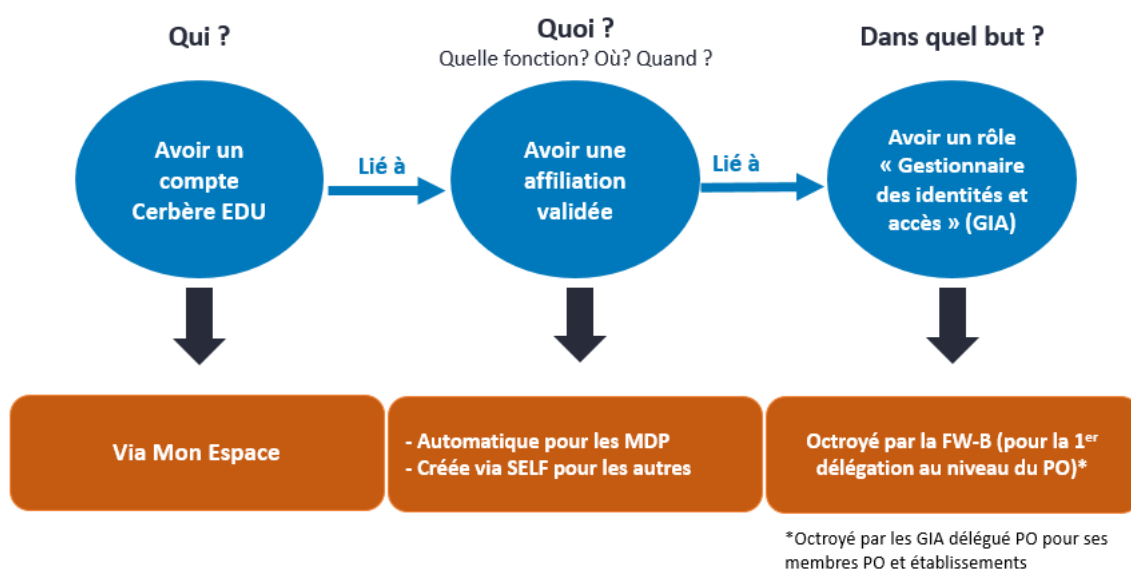 Qui ?
Quoi ?
Quelle fonction? Où? Quand ?
Dans quel but ?
Avoir un
compte
Cerbère EDU
Lié à
Avoir une
affiliation
validée
Lié à
Avoir un rôle
« Gestionnaire
des identités et
accès » (GIA)
Via Mon Espace
- Automatique pour les MDP
- Créée via SELF pour les autres
Octroyé par la FW-B (pour la 1er
délégation au niveau du PO)*
*Octroyé par les GIA délégué PO pour ses
membres PO et établissements